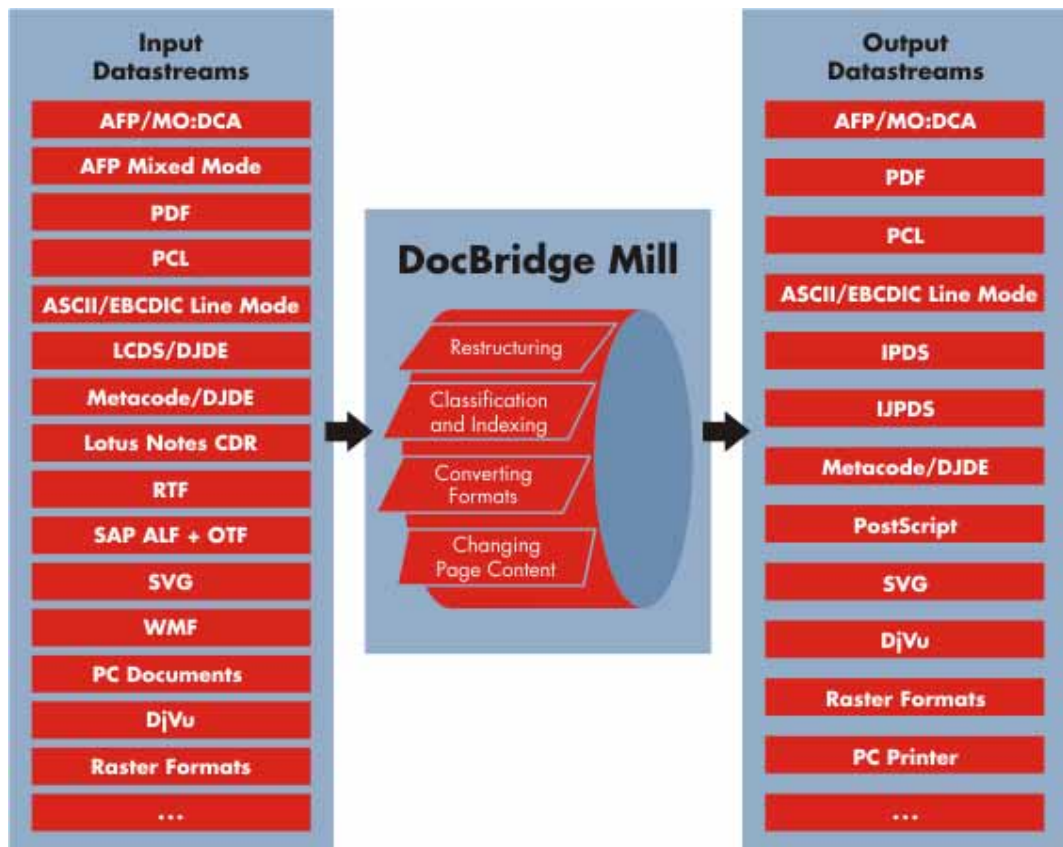 Input
Datastreams
AFP/MO:DCA
AFP Mixed Mode
PDF
PCL
ASCII/EBCDIC Line Mode
LCDS/DJDE
Metacode/DJDE
Lotus Notes CDR
RTF
SAP ALF + OTF
SVG
WMF
PC Documents
DjVu
Raster Formats
...
DocBridge Mill
Restructuring
Classification
and Indexing
Converting
Formats
Changing
Page Content
Output
Datastreams
AFP/MO:DCA
PDF
PCL
ASCII/EBCDIC Line Mode
IPDS
IJPDS
Metacode/DJDE
PostScript
SVG
DjVu
Raster Formats
PC Printer
...